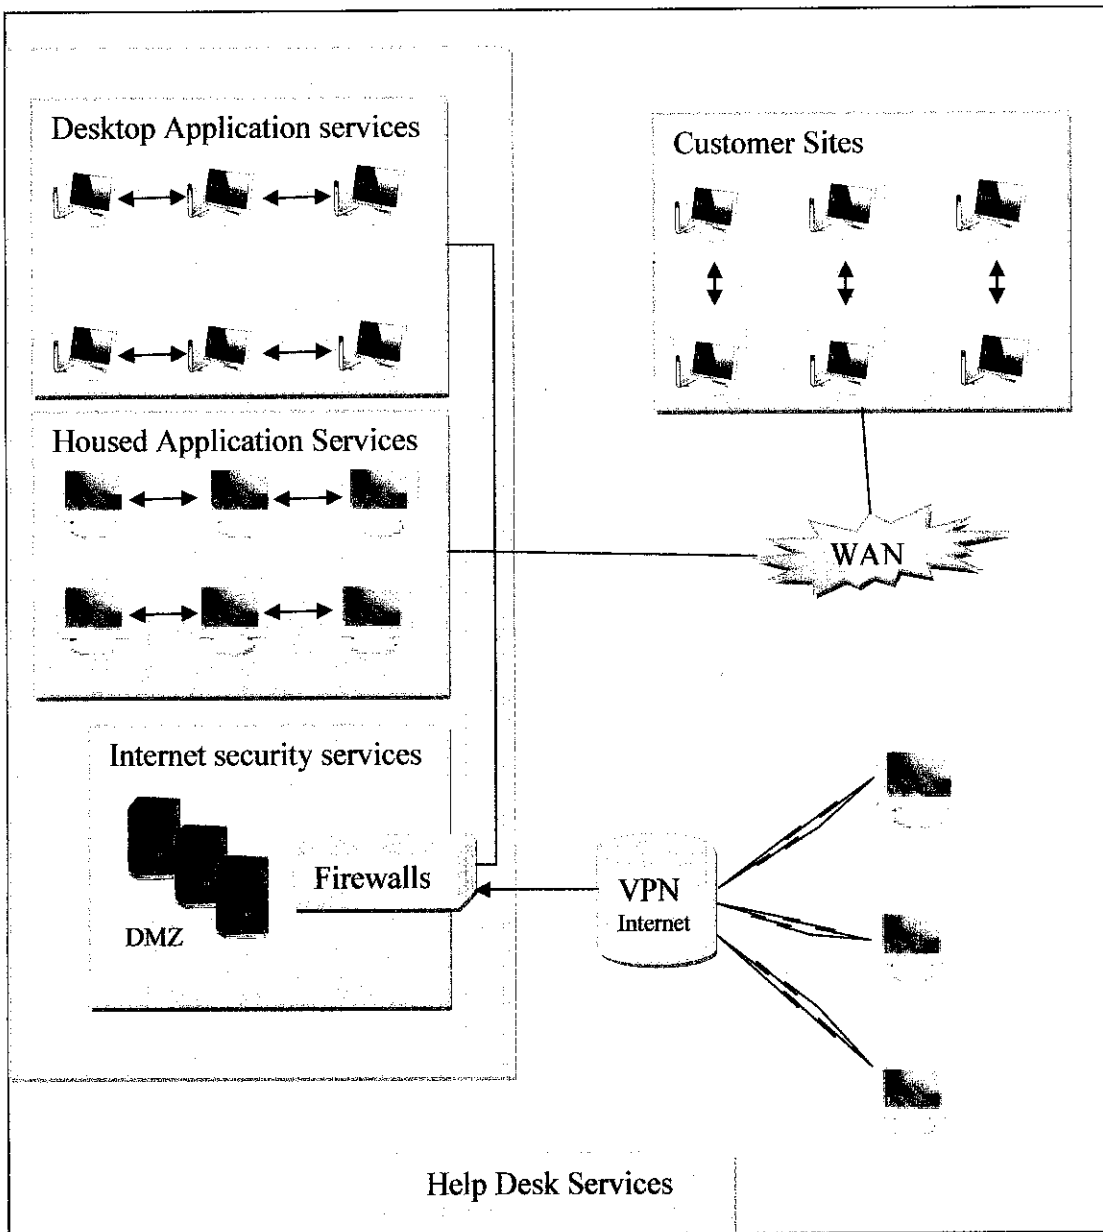 Desktop Application services
Customer Sites
Housed Application Services
WAN
Internet security services
Firewalls
DMZ
VPN
Internet
Help Desk Services